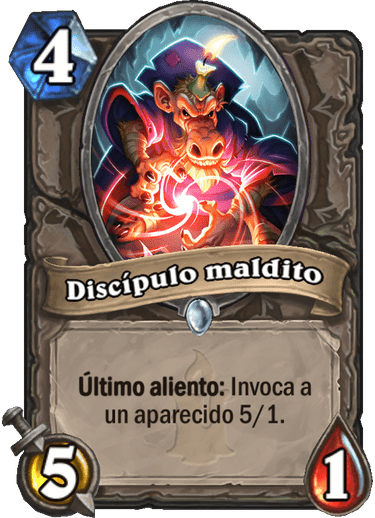 4
Discípulo maldito
Último aliento: Invoca a
un aparecido 5/1.
5
1